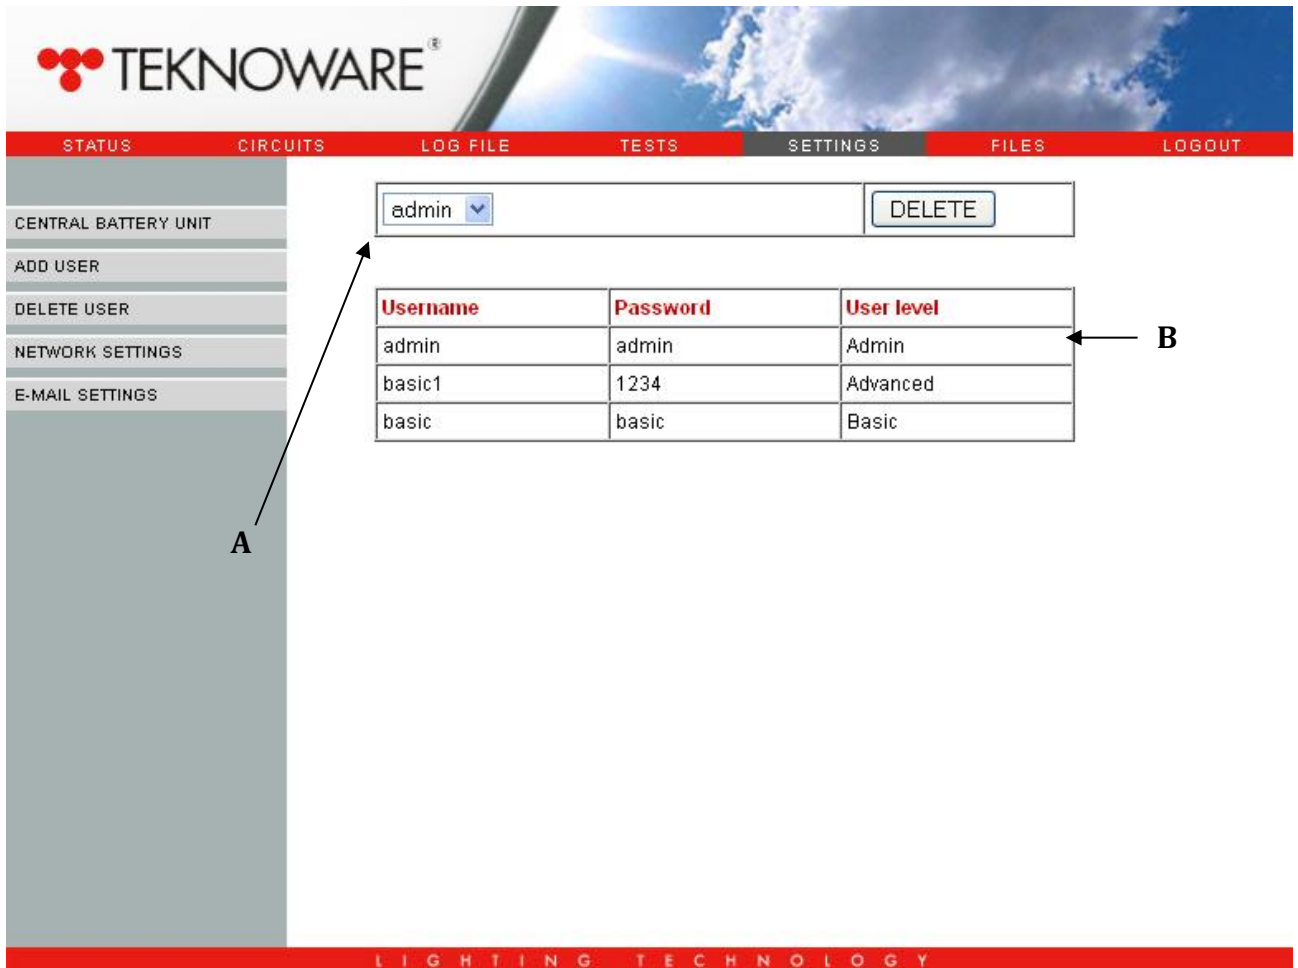 TEKNOWARE®
STATUS CIRCUITS LOG FILE TESTS SETTINGS FILES LOGOUT
CENTRAL BATTERY UNIT
ADD USER
DELETE USER
NETWORK SETTINGS
E-MAIL SETTINGS
admin DELETE
Username Password User level
admin admin Admin
basic1 1234 Advanced
basic basic Basic
B
A
LIGHTING TECHNOLOGY